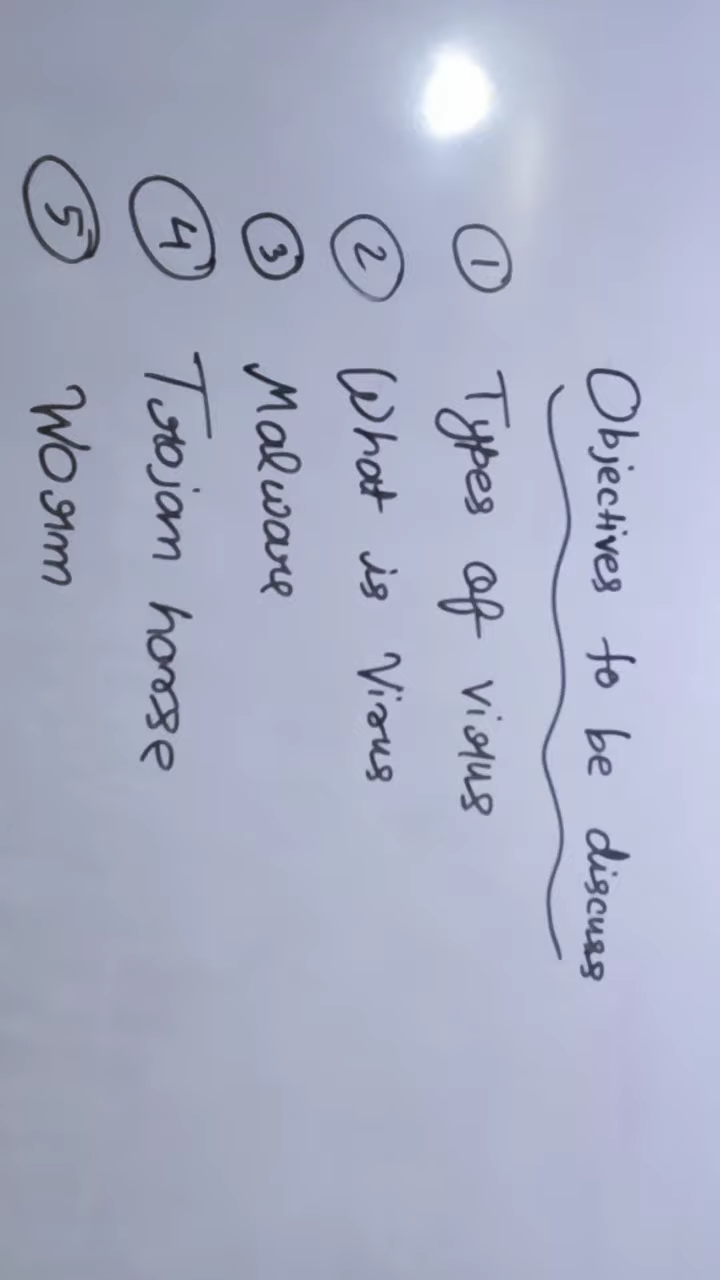 Objectives to be discuss
① Types of virus
② What is Virus
③ Malware
④ Trojan horse
⑤ Worm